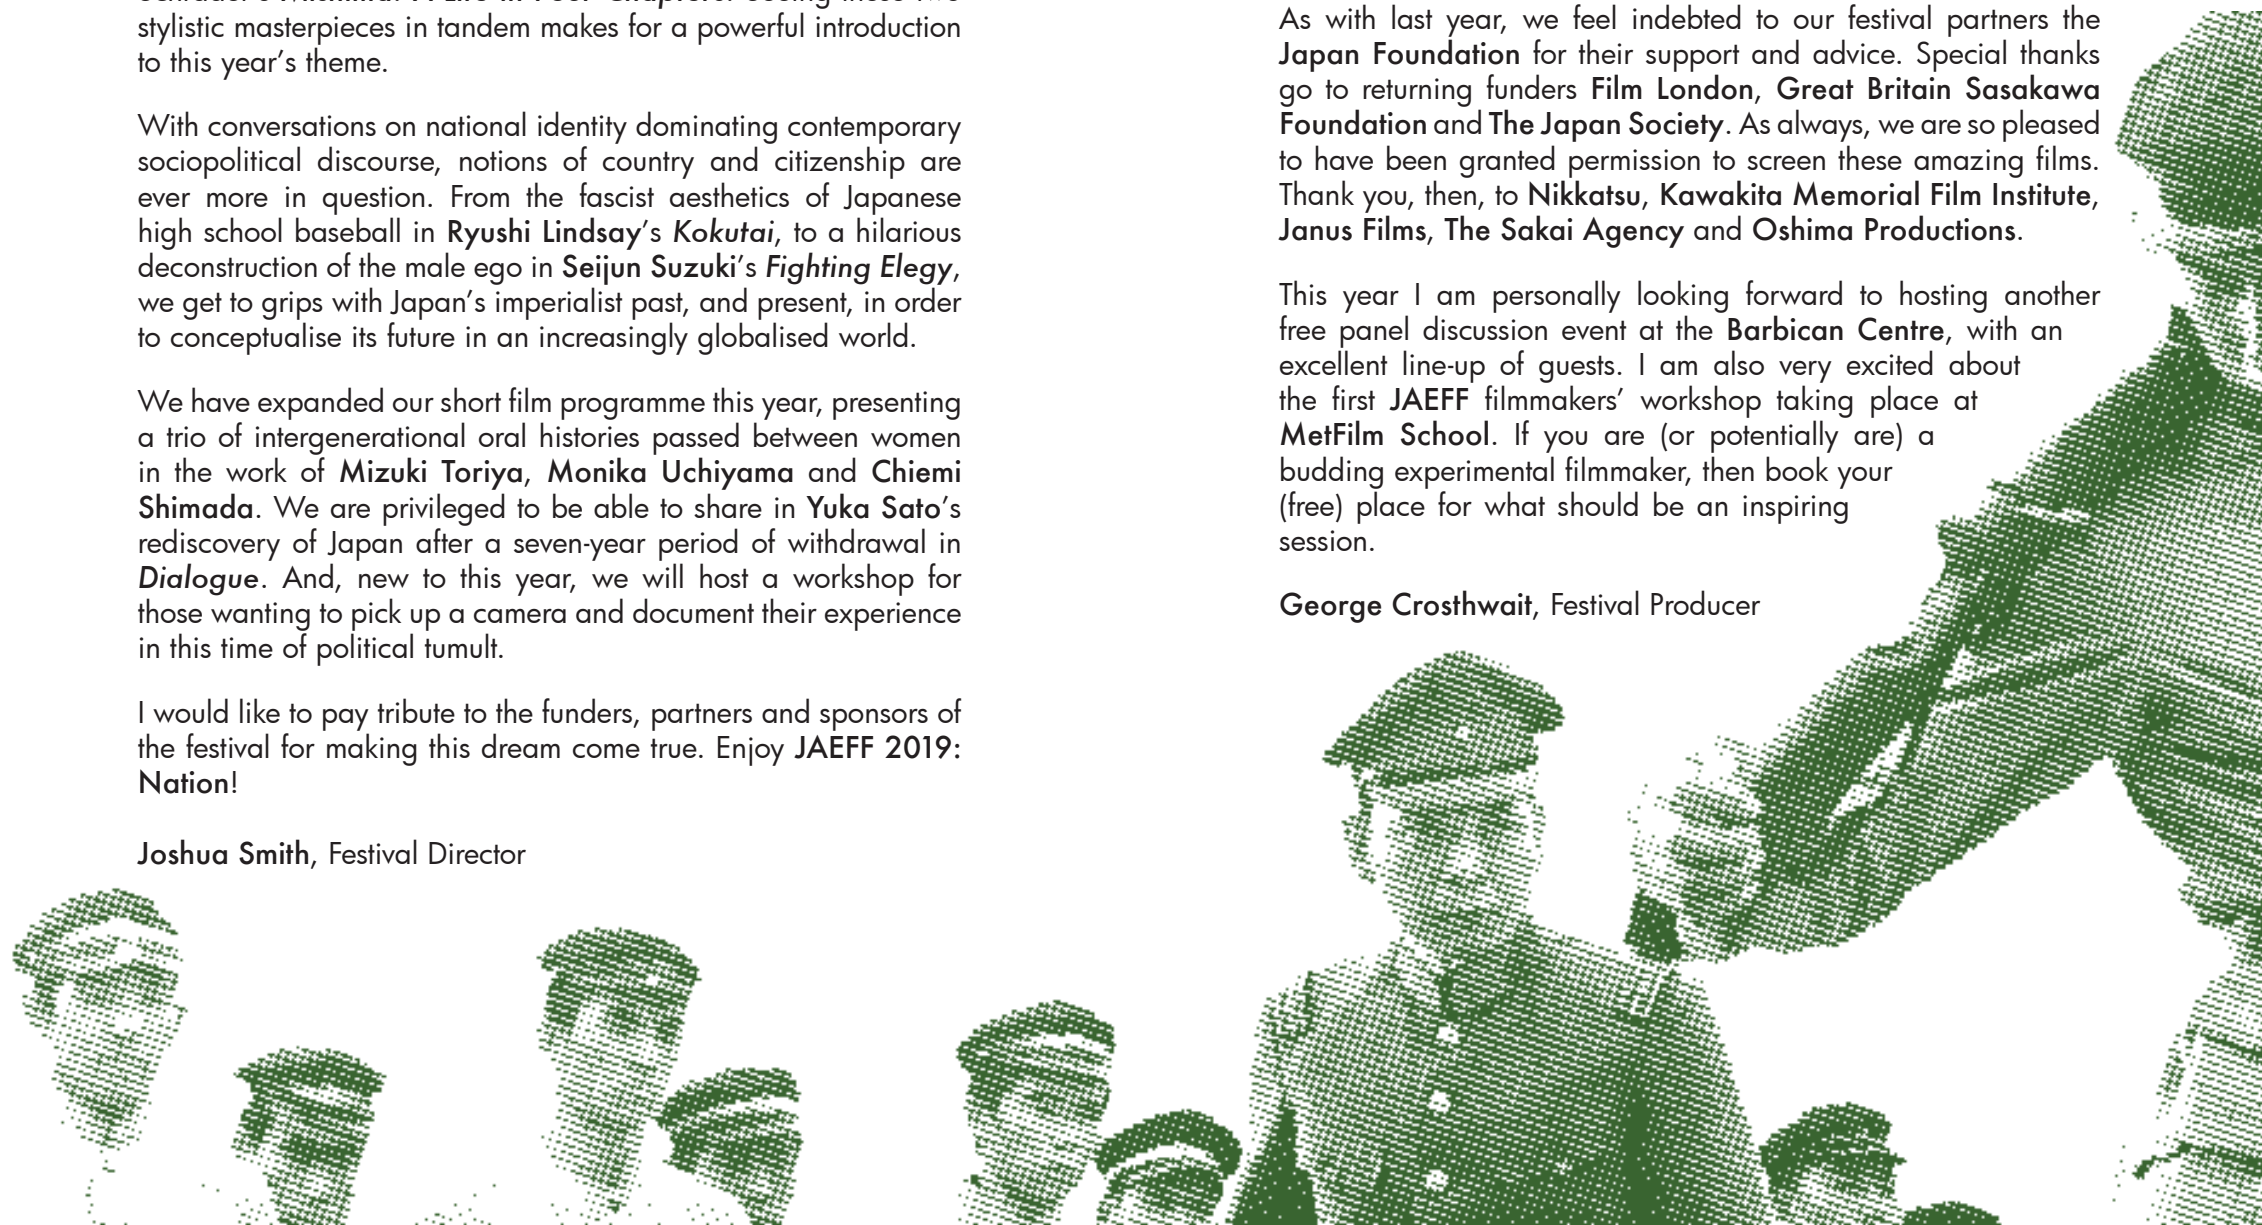 stylistic masterpieces in tandem makes for a powerful introduction
to this year’s theme.
With conversations on national identity dominating contemporary
sociopolitical discourse, notions of country and citizenship are
ever more in question. From the fascist aesthetics of Japanese
high school baseball in Ryushi Lindsay’s Kokutai, to a hilarious
deconstruction of the male ego in Seijun Suzuki’s Fighting Elegy,
we get to grips with Japan’s imperialist past, and present, in order
to conceptualise its future in an increasingly globalised world.
We have expanded our short film programme this year, presenting
a trio of intergenerational oral histories passed between women
in the work of Mizuki Toriya, Monika Uchiyama and Chiemi
Shimada. We are privileged to be able to share in Yuka Sato’s
rediscovery of Japan after a seven-year period of withdrawal in
Dialogue. And, new to this year, we will host a workshop for
those wanting to pick up a camera and document their experience
in this time of political tumult.
I would like to pay tribute to the funders, partners and sponsors of
the festival for making this dream come true. Enjoy JAEFF 2019:
Nation!
Joshua Smith, Festival Director
As with last year, we feel indebted to our festival partners the
Japan Foundation for their support and advice. Special thanks
go to returning funders Film London, Great Britain Sasakawa
Foundation and The Japan Society. As always, we are so pleased
to have been granted permission to screen these amazing films.
Thank you, then, to Nikkatsu, Kawakita Memorial Film Institute,
Janus Films, The Sakai Agency and Oshima Productions.
This year I am personally looking forward to hosting another
free panel discussion event at the Barbican Centre, with an
excellent line-up of guests. I am also very excited about
the first JAEFF filmmakers’ workshop taking place at
MetFilm School. If you are (or potentially are) a
budding experimental filmmaker, then book your
(free) place for what should be an inspiring
session.
George Crosthwait, Festival Producer